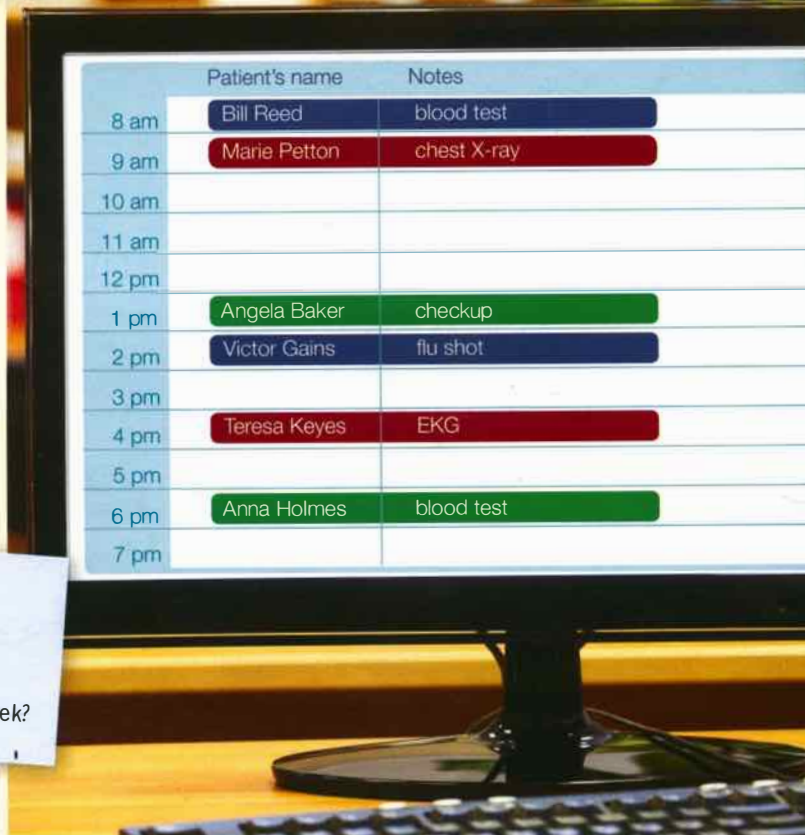 Patient's name Notes
8 am Bill Reed blood test
9 am Marie Petton chest X-ray
10 am
11 am
12 pm
1 pm Angela Baker checkup
2 pm Victor Gains flu shot
3 pm
4 pm Teresa Keyes EKG
5 pm
6 pm Anna Holmes blood test
7 pm
ek?